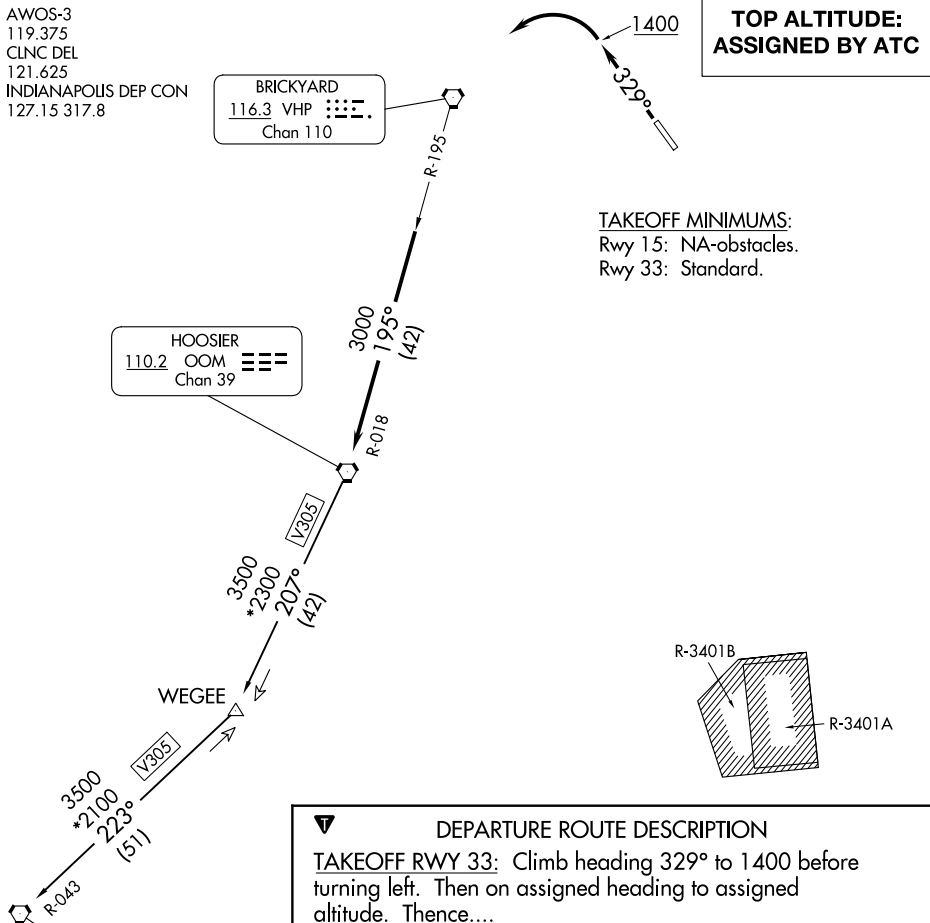 AWOS-3
119.375
CLNC DEL
121.625
INDIANAPOLIS DEP CON
127.15 317.8
BRICKYARD
116.3 VHP
Chan 110
1400
329°
TOP ALTITUDE:
ASSIGNED BY ATC
R-195
TAKEOFF MINIMUMS:
Rwy 15: NA-obstacles.
Rwy 33: Standard.
3000
195°
(42)
HOOSIER
110.2 OOM
Chan 39
R-018
V305
3500
*2300
207°
(42)
WEGEE
R-3401B
R-3401A
V305
3500
*2100
223°
(51)
R-043
T
DEPARTURE ROUTE DESCRIPTION
TAKEOFF RWY 33: Climb heading 329° to 1400 before
turning left. Then on assigned heading to assigned
altitude. Thence....